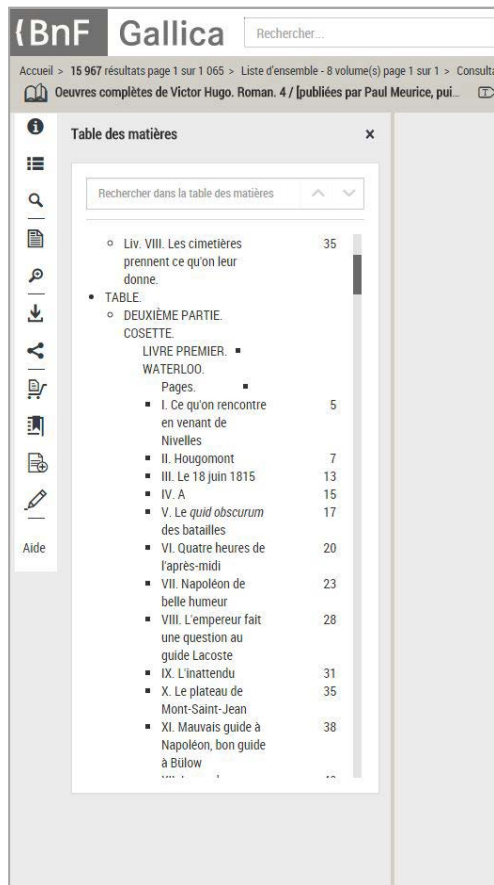 {BnF Gallica Rechercher...
Accueil > 15 967 résultats page 1 sur 1 065 > Liste d'ensemble - 8 volume(s) page 1 sur 1 > Consulta
Oeuvres complètes de Victor Hugo. Roman. 4 / [publiées par Paul Meurice, pui...
Table des matières ×
Rechercher dans la table des matières
Liv. VIII. Les cimetières 35
prennent ce qu'on leur
donne.
TABLE.
DEUXIÈME PARTIE.
COSETTE.
LIVRE PREMIER.
WATERLOO.
Pages.
I. Ce qu'on rencontre 5
en venant de
Nivelles
II. Hougomont 7
III. Le 18 juin 1815 13
IV. A 15
V. Le quid obscurum 17
des batailles
VI. Quatre heures de 20
l'après-midi
VII. Napoléon de 23
belle humeur
VIII. L'empereur fait 28
une question au
guide Lacoste
IX. L'inattendu 31
X. Le plateau de 35
Mont-Saint-Jean
XI. Mauvais guide à 38
Napoléon, bon guide
à Bülow
Aide